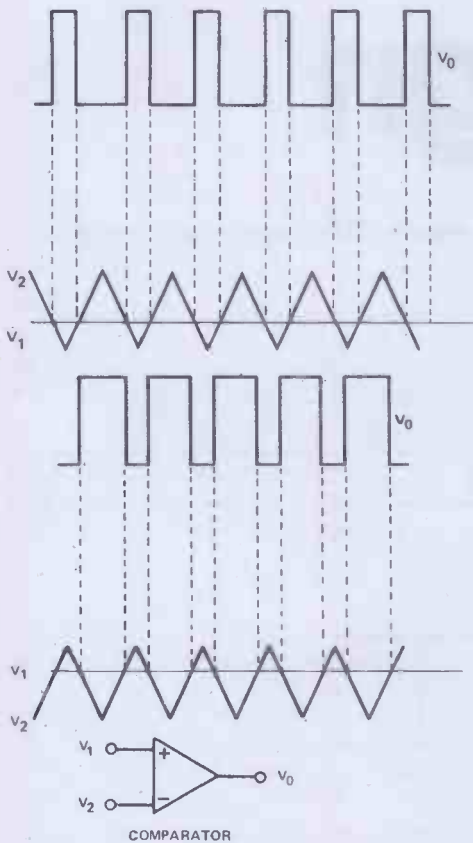 V₀
V₂
V₁
V₀
V₁
V₂
V₁ + V₀
V₂ −
COMPARATOR